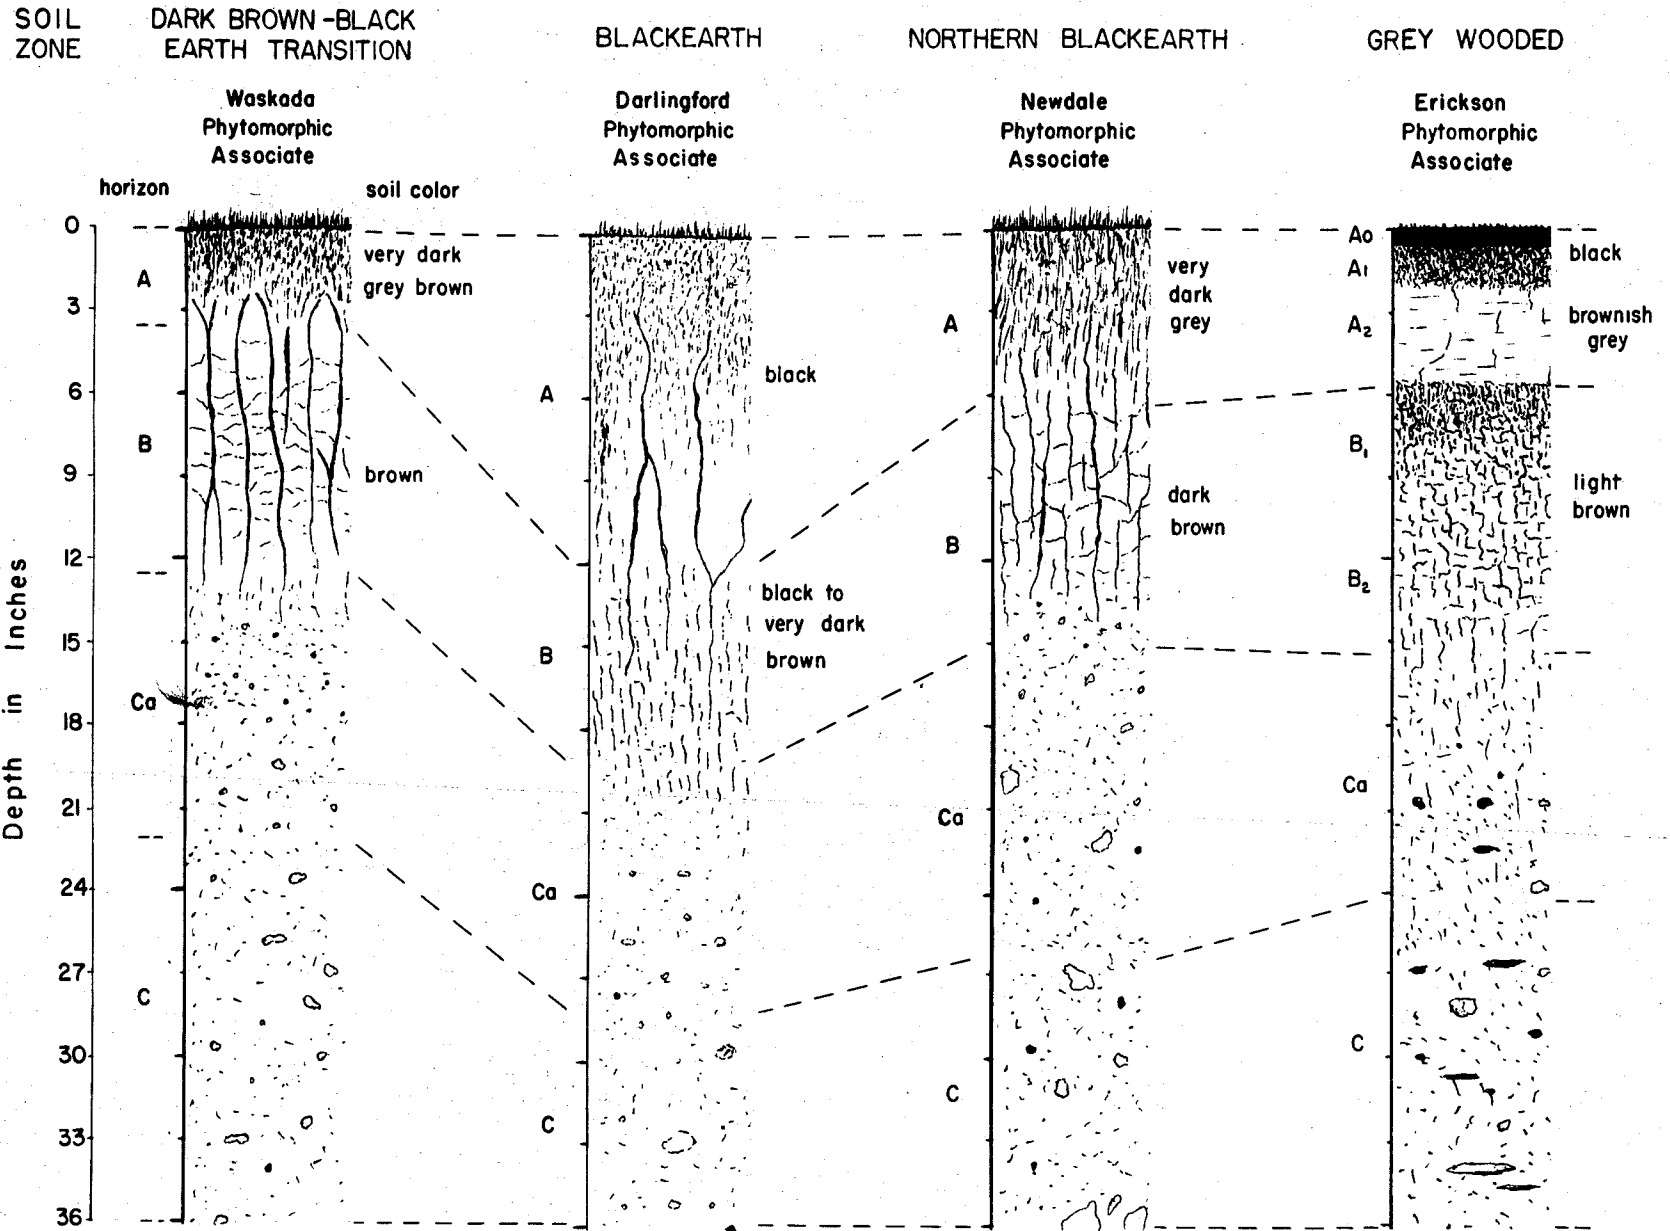 SOIL ZONE
DARK BROWN-BLACK
EARTH TRANSITION
BLACKEARTH
NORTHERN BLACKEARTH
GREY WOODED
Waskada
Phytomorphic
Associate
Darlingford
Phytomorphic
Associate
Newdale
Phytomorphic
Associate
Erickson
Phytomorphic
Associate
horizon
soil color
Depth in Inches
0
3
6
9
12
15
18
21
24
27
30
33
36
A
B
Ca
C
very dark
grey brown
brown
A
B
Ca
C
black
black to
very dark
brown
A
B
Ca
C
very
dark
grey
dark
brown
Ao
A₁
A₂
B₁
B₂
Ca
C
black
brownish
grey
light
brown